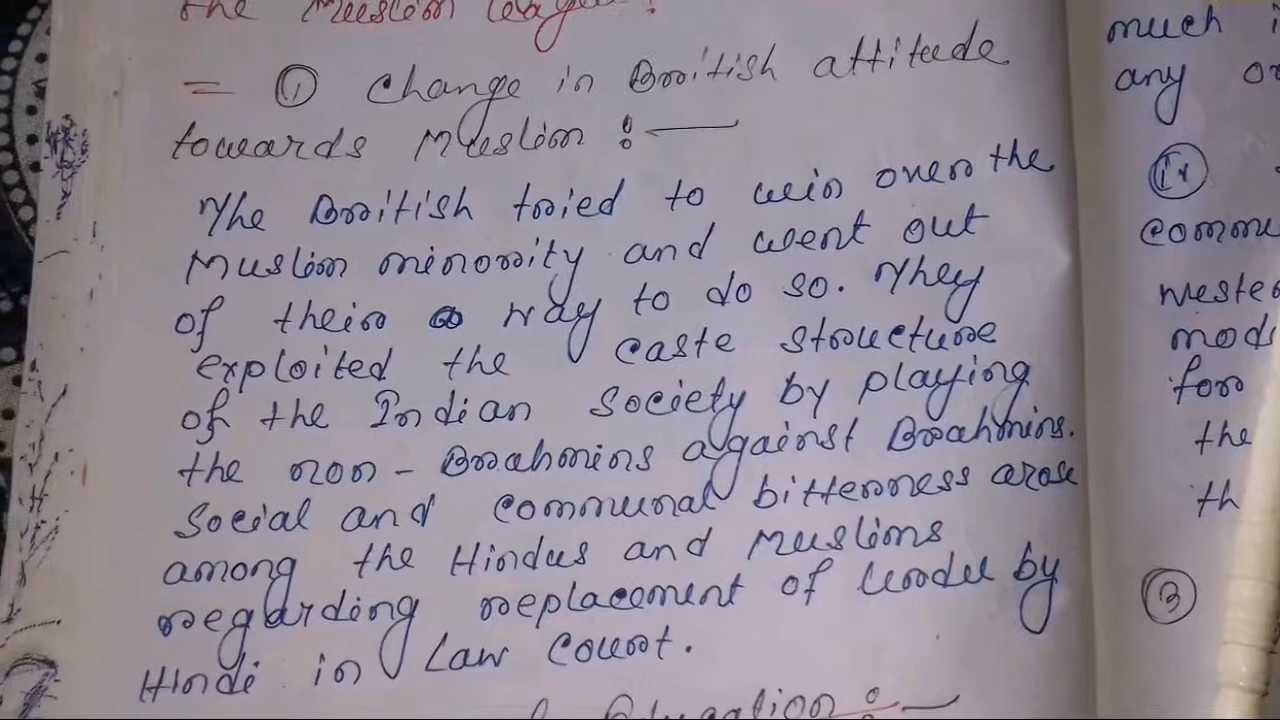 the Muslim League?
= ① Change in British attitude
towards Muslim :—
The British tried to win over the
Muslim minority and went out
of their way to do so. They
exploited the caste structure
of the Indian Society by playing
the non-Brahmins against Brahmins.
Social and communal bitterness arose
among the Hindus and Muslims
regarding replacement of Urdu by
Hindi in Law Court.
Education :—
much
any
(iv)
for
the
th
③